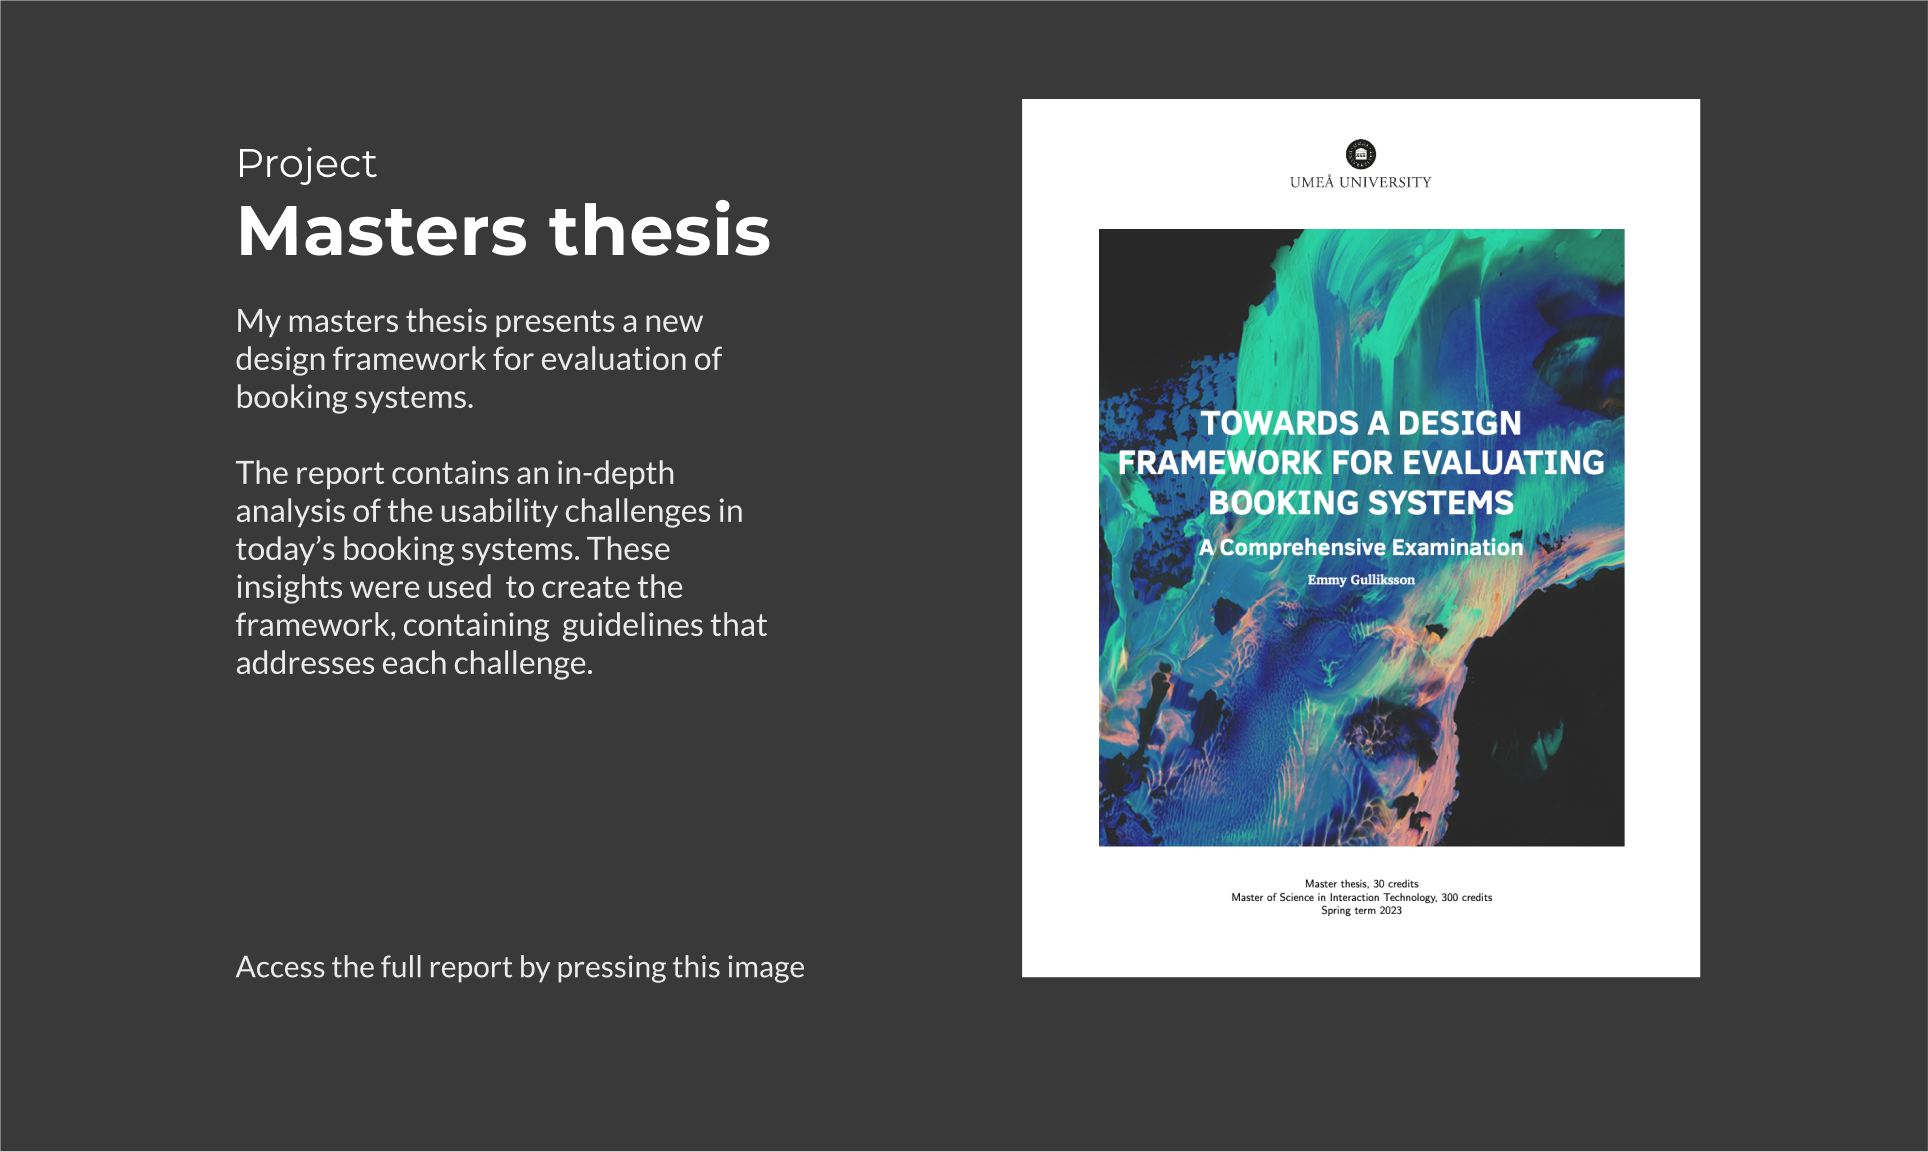 Project
Masters thesis
My masters thesis presents a new
design framework for evaluation of
booking systems.
The report contains an in-depth
analysis of the usability challenges in
today’s booking systems. These
insights were used  to create the
framework, containing  guidelines that
addresses each challenge.
Access the full report by pressing this image
UMEÅ UNIVERSITY
TOWARDS A DESIGN
FRAMEWORK FOR EVALUATING
BOOKING SYSTEMS
A Comprehensive Examination
Emmy Gulliksson
Master thesis, 30 credits
Master of Science in Interaction Technology, 300 credits
Spring term 2023